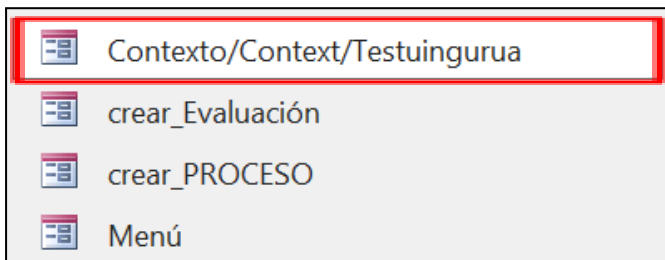 Contexto/Context/Testuingurua
crear_Evaluación
crear_PROCESO
Menú